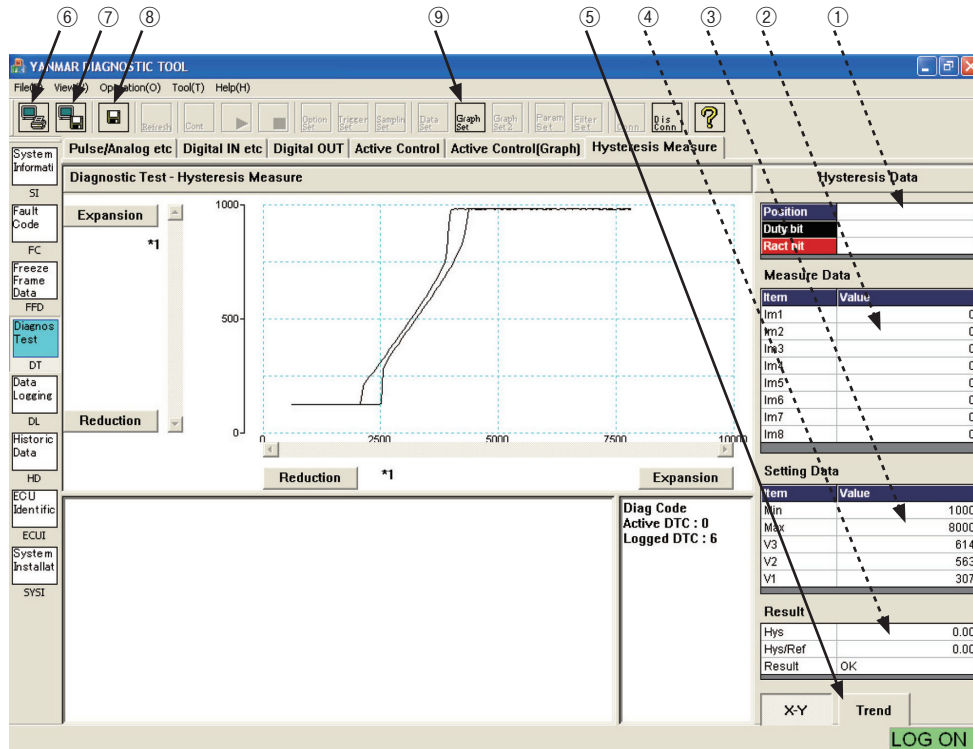 ⑥ ⑦ ⑧ ⑨ ⑤ ④ ③ ② ①
YANMAR DIAGNOSTIC TOOL
Tool(T) Help(H)
Refresh Cont Option Set Trigger Set Samplin Set Data Set Graph Set Graph Set2 Param Set Filter Set Conn Dis Conn ?
Pulse/Analog etc Digital IN etc Digital OUT Active Control Active Control(Graph) Hysteresis Measure
System Informati
SI
Fault Code
FC
Freeze Frame Data
FFD
Diagnos Test
DT
Data Logging
DL
Historic Data
HD
ECU Identific
ECUI
System Installat
SYSI
Diagnostic Test - Hysteresis Measure
Expansion
*1
Reduction
1000
500
0
0 2500 5000 7500 10000
Reduction *1 Expansion
Diag Code
Active DTC : 0
Logged DTC : 6
Hysteresis Data
Position
Duty bit
Ract bit
Measure Data
Item Value
Im1 0
Im2 0
Im3 0
Im4 0
Im5 0
Im6 0
Im7 0
Im8 0
Setting Data
Item Value
Min 1000
Max 8000
V3 614
V2 563
V1 307
Result
Hys 0.00
Hys/Ref 0.00
Result OK
X-Y Trend
LOG ON